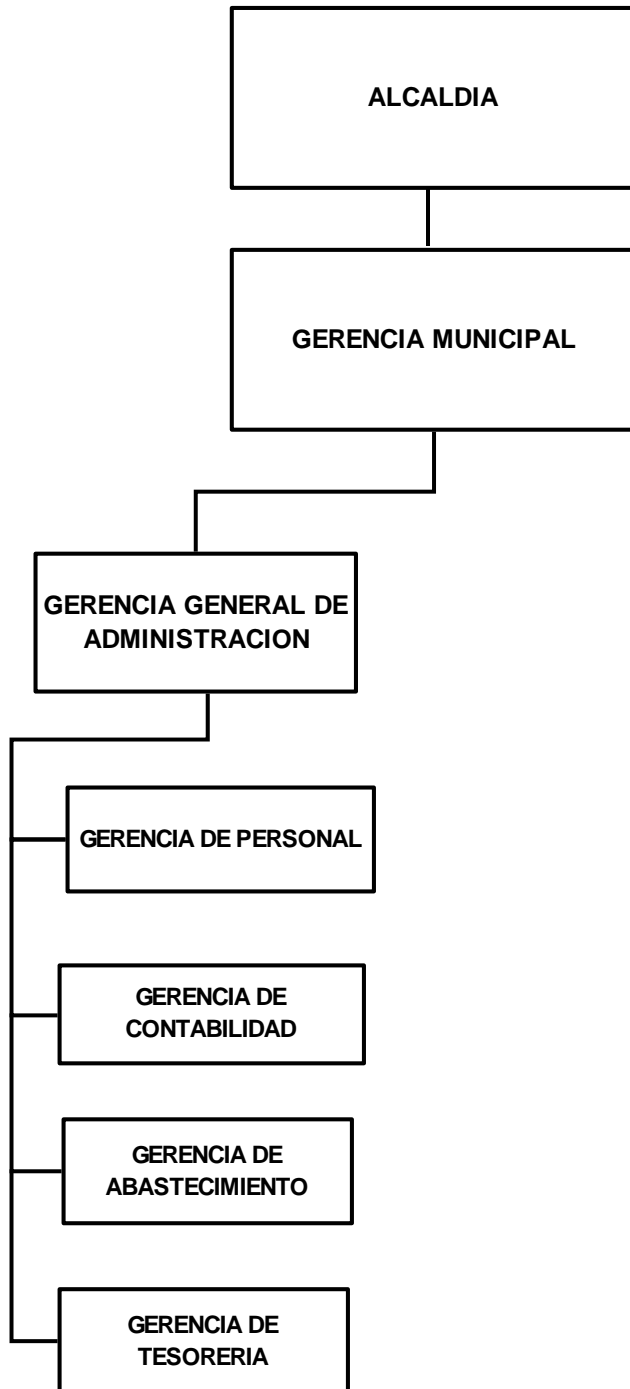 ALCALDIA
GERENCIA MUNICIPAL
GERENCIA GENERAL DE
ADMINISTRACION
GERENCIA DE PERSONAL
GERENCIA DE
CONTABILIDAD
GERENCIA DE
ABASTECIMIENTO
GERENCIA DE
TESORERIA